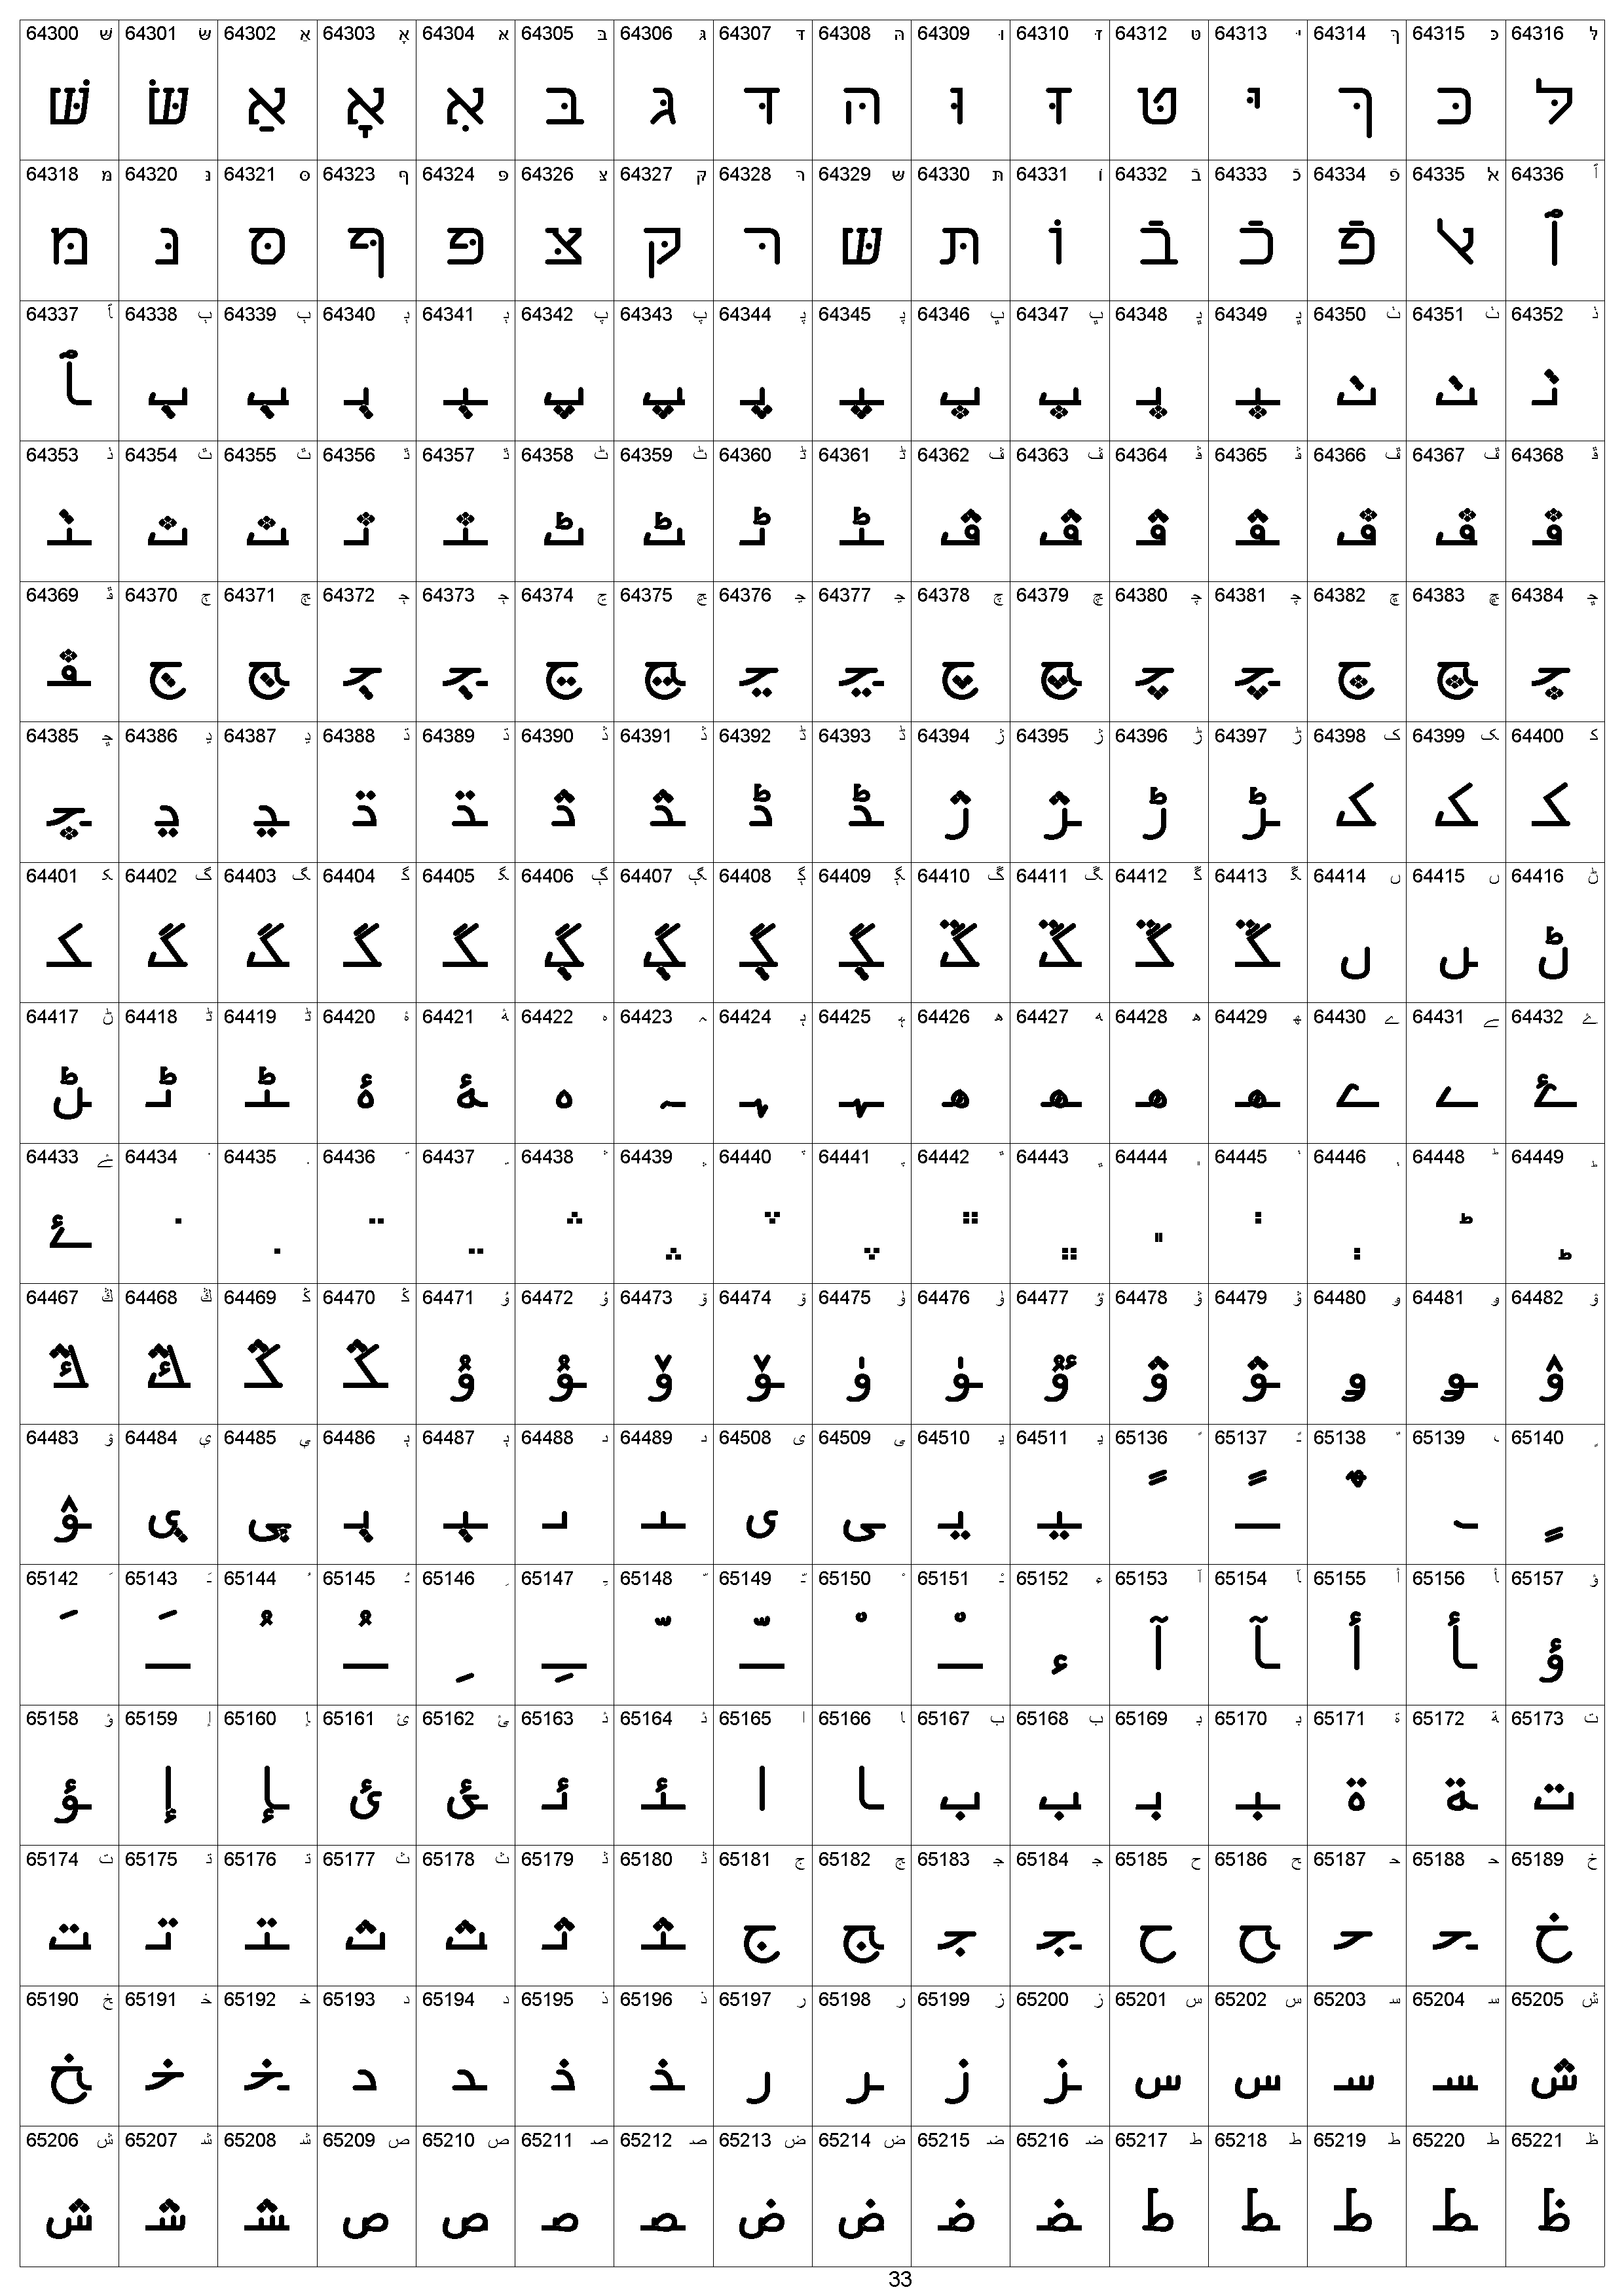 64300 שּׁ 64301 שּׂ 64302 אַ 64303 אָ 64304 אּ 64305 בּ 64306 גּ 64307 דּ 64308 הּ 64309 וּ 64310 זּ 64312 טּ 64313 יּ 64314 ךּ 64315 כּ 64316 לּ
שּׁ שּׂ אַ אָ אּ בּ גּ דּ הּ וּ זּ טּ יּ ךּ כּ לּ
64318 מּ 64320 נּ 64321 סּ 64323 ףּ 64324 פּ 64326 צּ 64327 קּ 64328 רּ 64329 שּ 64330 תּ 64331 וֹ 64332 בֿ 64333 כֿ 64334 פֿ 64335 ﭏ 64336 ﭐ
מּ נּ סּ ףּ פּ צּ קּ רּ שּ תּ וֹ בֿ כֿ פֿ ﭏ ﭐ
64337 ﭑ 64338 ﭒ 64339 ﭓ 64340 ﭔ 64341 ﭕ 64342 ﭖ 64343 ﭗ 64344 ﭘ 64345 ﭙ 64346 ﭚ 64347 ﭛ 64348 ﭜ 64349 ﭝ 64350 ﭞ 64351 ﭟ 64352 ﭠ
ﭑ ﭒ ﭓ ﭔ ﭕ ﭖ ﭗ ﭘ ﭙ ﭚ ﭛ ﭜ ﭝ ﭞ ﭟ ﭠ
64353 ﭡ 64354 ﭢ 64355 ﭣ 64356 ﭤ 64357 ﭥ 64358 ﭦ 64359 ﭧ 64360 ﭨ 64361 ﭩ 64362 ﭪ 64363 ﭫ 64364 ﭬ 64365 ﭭ 64366 ﭮ 64367 ﭯ 64368 ﭰ
ﭡ ﭢ ﭣ ﭤ ﭥ ﭦ ﭧ ﭨ ﭩ ﭪ ﭫ ﭬ ﭭ ﭮ ﭯ ﭰ
64369 ﭱ 64370 ﭲ 64371 ﭳ 64372 ﭴ 64373 ﭵ 64374 ﭶ 64375 ﭷ 64376 ﭸ 64377 ﭹ 64378 ﭺ 64379 ﭻ 64380 ﭼ 64381 ﭽ 64382 ﭾ 64383 ﭿ 64384 ﮀ
ﭱ ﭲ ﭳ ﭴ ﭵ ﭶ ﭷ ﭸ ﭹ ﭺ ﭻ ﭼ ﭽ ﭾ ﭿ ﮀ
64385 ﮁ 64386 ﮂ 64387 ﮃ 64388 ﮄ 64389 ﮅ 64390 ﮆ 64391 ﮇ 64392 ﮈ 64393 ﮉ 64394 ﮊ 64395 ﮋ 64396 ﮌ 64397 ﮍ 64398 ﮎ 64399 ﮏ 64400 ﮐ
ﮁ ﮂ ﮃ ﮄ ﮅ ﮆ ﮇ ﮈ ﮉ ﮊ ﮋ ﮌ ﮍ ﮎ ﮏ ﮐ
64401 ﮑ 64402 ﮒ 64403 ﮓ 64404 ﮔ 64405 ﮕ 64406 ﮖ 64407 ﮗ 64408 ﮘ 64409 ﮙ 64410 ﮚ 64411 ﮛ 64412 ﮜ 64413 ﮝ 64414 ﮞ 64415 ﮟ 64416 ﮠ
ﮑ ﮒ ﮓ ﮔ ﮕ ﮖ ﮗ ﮘ ﮙ ﮚ ﮛ ﮜ ﮝ ﮞ ﮟ ﮠ
64417 ﮡ 64418 ﮢ 64419 ﮣ 64420 ﮤ 64421 ﮥ 64422 ﮦ 64423 ﮧ 64424 ﮨ 64425 ﮩ 64426 ﮪ 64427 ﮫ 64428 ﮬ 64429 ﮭ 64430 ﮮ 64431 ﮯ 64432 ﮰ
ﮡ ﮢ ﮣ ﮤ ﮥ ﮦ ﮧ ﮨ ﮩ ﮪ ﮫ ﮬ ﮭ ﮮ ﮯ ﮰ
64433 ﮱ 64434 ﮲ 64435 ﮳ 64436 ﮴ 64437 ﮵ 64438 ﮶ 64439 ﮷ 64440 ﮸ 64441 ﮹ 64442 ﮺ 64443 ﮻ 64444 ﮼ 64445 ﮽ 64446 ﮾ 64448 ﯀ 64449 ﯁
ﮱ ﮲ ﮳ ﮴ ﮵ ﮶ ﮷ ﮸ ﮹ ﮺ ﮻ ﮼ ﮽ ﮾ ﯀ ﯁
64467 ﯓ 64468 ﯔ 64469 ﯕ 64470 ﯖ 64471 ﯗ 64472 ﯘ 64473 ﯙ 64474 ﯚ 64475 ﯛ 64476 ﯜ 64477 ﯝ 64478 ﯞ 64479 ﯟ 64480 ﯠ 64481 ﯡ 64482 ﯢ
ﯓ ﯔ ﯕ ﯖ ﯗ ﯘ ﯙ ﯚ ﯛ ﯜ ﯝ ﯞ ﯟ ﯠ ﯡ ﯢ
64483 ﯣ 64484 ﯤ 64485 ﯥ 64486 ﯦ 64487 ﯧ 64488 ﯨ 64489 ﯩ 64508 ﯼ 64509 ﯽ 64510 ﯾ 64511 ﯿ 65136 ﹰ 65137 ﹱ 65138 ﹲ 65139 ﹳ 65140 ﹴ
ﯣ ﯤ ﯥ ﯦ ﯧ ﯨ ﯩ ﯼ ﯽ ﯾ ﯿ ﹰ ﹱ ﹲ ﹳ ﹴ
65142 ﹶ 65143 ﹷ 65144 ﹸ 65145 ﹹ 65146 ﹺ 65147 ﹻ 65148 ﹼ 65149 ﹽ 65150 ﹾ 65151 ﹿ 65152 ﺀ 65153 ﺁ 65154 ﺂ 65155 ﺃ 65156 ﺄ 65157 ﺅ
ﹶ ﹷ ﹸ ﹹ ﹺ ﹻ ﹼ ﹽ ﹾ ﹿ ﺀ ﺁ ﺂ ﺃ ﺄ ﺅ
65158 ﺆ 65159 ﺇ 65160 ﺈ 65161 ﺉ 65162 ﺊ 65163 ﺋ 65164 ﺌ 65165 ﺍ 65166 ﺎ 65167 ﺏ 65168 ﺐ 65169 ﺑ 65170 ﺒ 65171 ﺓ 65172 ﺔ 65173 ﺕ
ﺆ ﺇ ﺈ ﺉ ﺊ ﺋ ﺌ ﺍ ﺎ ﺏ ﺐ ﺑ ﺒ ﺓ ﺔ ﺕ
65174 ﺖ 65175 ﺗ 65176 ﺘ 65177 ﺙ 65178 ﺚ 65179 ﺛ 65180 ﺜ 65181 ﺝ 65182 ﺞ 65183 ﺟ 65184 ﺠ 65185 ﺡ 65186 ﺢ 65187 ﺣ 65188 ﺤ 65189 ﺥ
ﺖ ﺗ ﺘ ﺙ ﺚ ﺛ ﺜ ﺝ ﺞ ﺟ ﺠ ﺡ ﺢ ﺣ ﺤ ﺥ
65190 ﺦ 65191 ﺧ 65192 ﺨ 65193 ﺩ 65194 ﺪ 65195 ﺫ 65196 ﺬ 65197 ﺭ 65198 ﺮ 65199 ﺯ 65200 ﺰ 65201 ﺱ 65202 ﺲ 65203 ﺳ 65204 ﺴ 65205 ﺵ
ﺦ ﺧ ﺨ ﺩ ﺪ ﺫ ﺬ ﺭ ﺮ ﺯ ﺰ ﺱ ﺲ ﺳ ﺴ ﺵ
65206 ﺶ 65207 ﺷ 65208 ﺸ 65209 ﺹ 65210 ﺺ 65211 ﺻ 65212 ﺼ 65213 ﺽ 65214 ﺾ 65215 ﺿ 65216 ﻀ 65217 ﻁ 65218 ﻂ 65219 ﻃ 65220 ﻄ 65221 ﻅ
ﺶ ﺷ ﺸ ﺹ ﺺ ﺻ ﺼ ﺽ ﺾ ﺿ ﻀ ﻁ ﻂ ﻃ ﻄ ﻅ
33